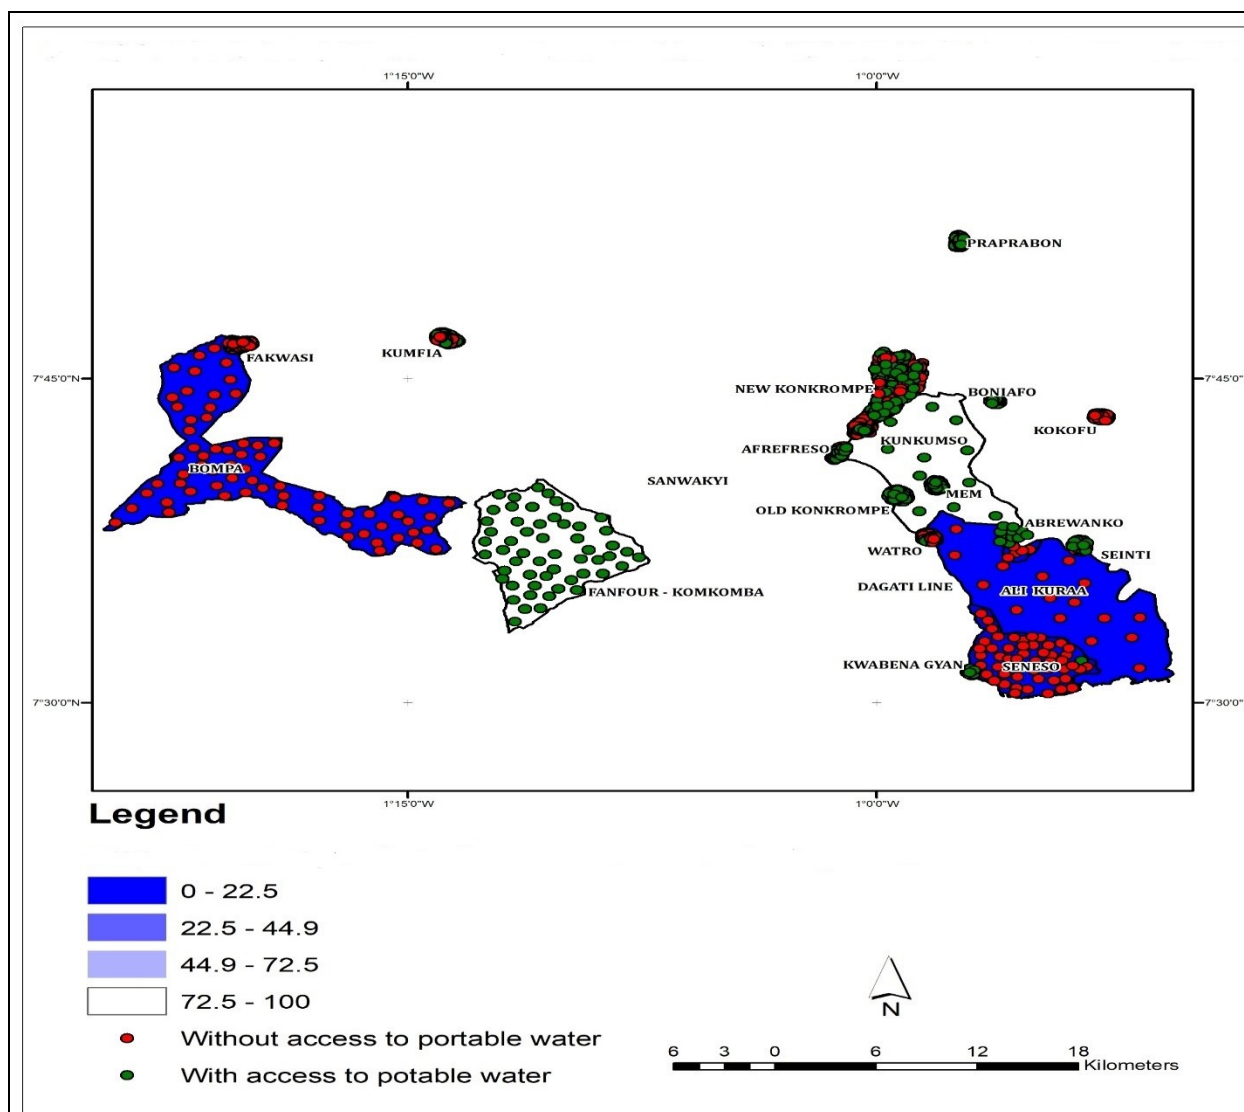 1°15'0"W
1°0'0"W
PRAPRABON
KUMFIA
FAKWASI
7°45'0"N
7°45'0"N
NEW KONKROMPE
BONIAFO
KOKOFU
KUNKUMSO
AFREFRESO
BOMPA
SANWAKYI
MEM
OLD KONKROMPE
ABREWANKO
WATRO
SEINTI
DAGATI LINE
ALI KURAA
FANFOUR - KOMKOMBA
KWABENA GYAN
SENESO
7°30'0"N
7°30'0"N
1°15'0"W
1°0'0"W
Legend
0 - 22.5
22.5 - 44.9
44.9 - 72.5
72.5 - 100
Without access to portable water
With access to potable water
N
6 3 0 6 12 18
Kilometers